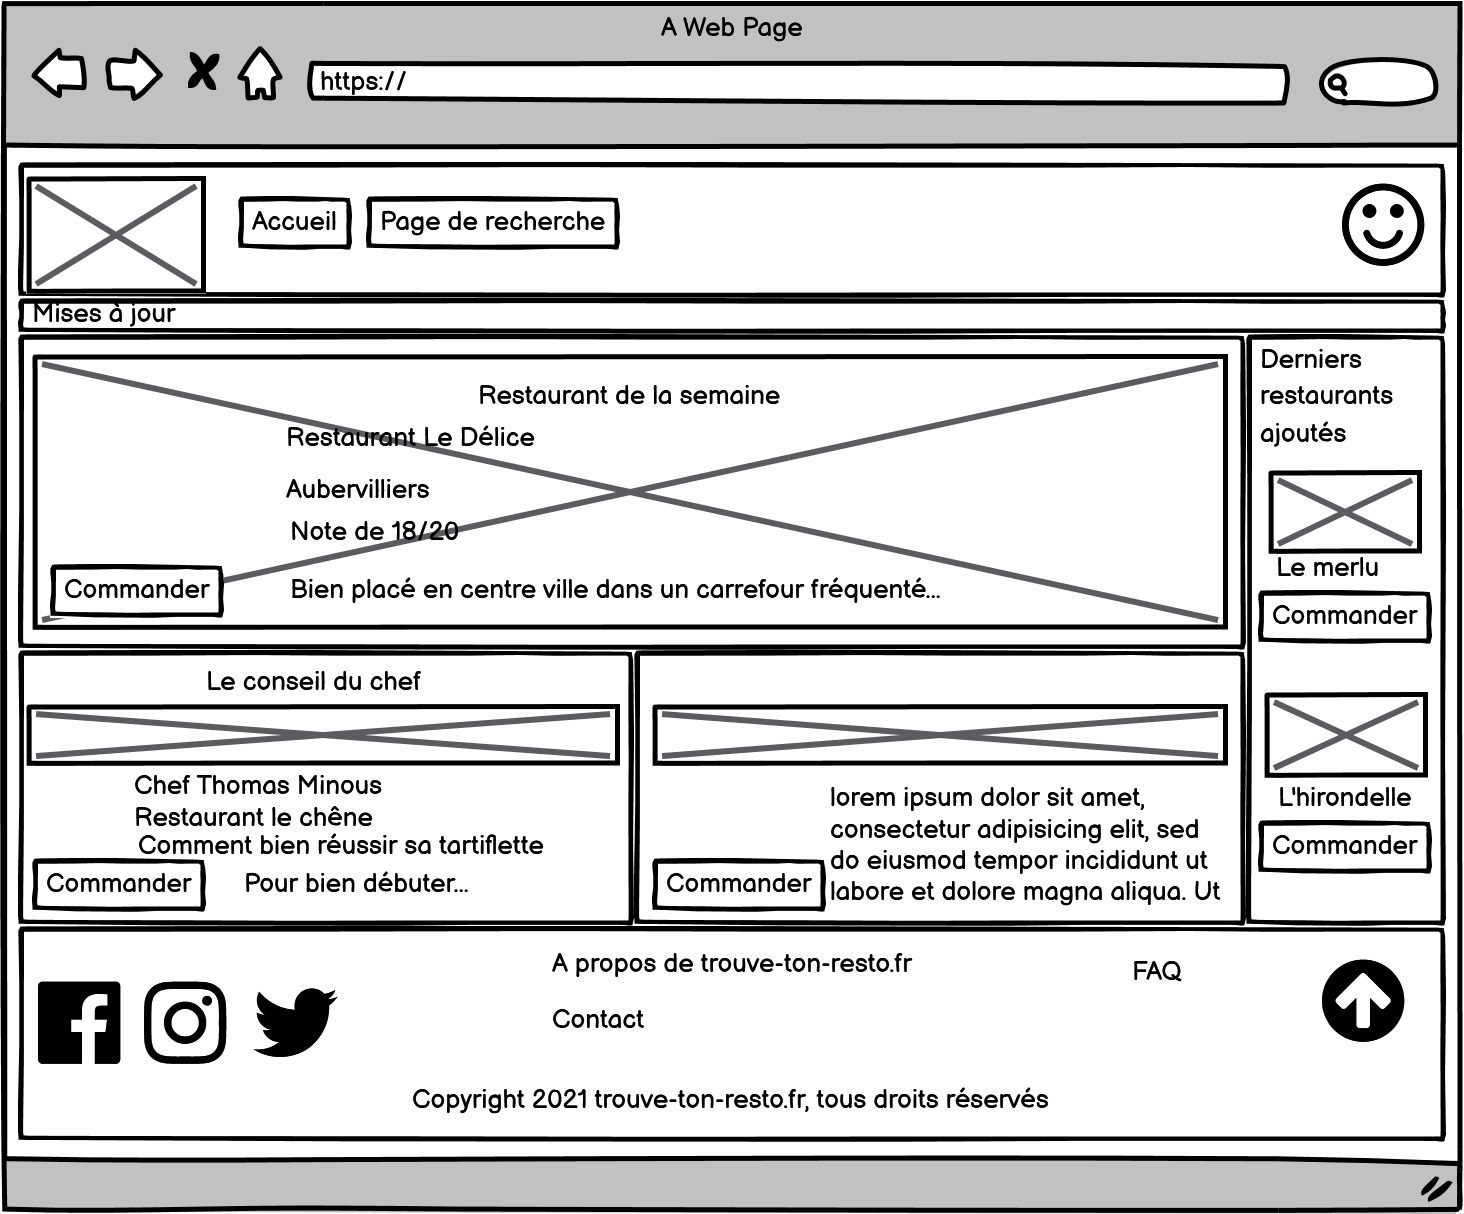 A Web Page
https://
Accueil
Page de recherche
Mises à jour
Restaurant de la semaine
Restaurant Le Délice
Aubervilliers
Note de 18/20
Commander
Bien placé en centre ville dans un carrefour fréquenté...
Derniers
restaurants
ajoutés
Le merlu
Commander
L'hirondelle
Commander
Le conseil du chef
Chef Thomas Minous
Restaurant le chêne
Comment bien réussir sa tartiflette
Commander
Pour bien débuter...
lorem ipsum dolor sit amet,
consectetur adipisicing elit, sed
do eiusmod tempor incididunt ut
labore et dolore magna aliqua. Ut
Commander
A propos de trouve-ton-resto.fr
FAQ
Contact
Copyright 2021 trouve-ton-resto.fr, tous droits réservés